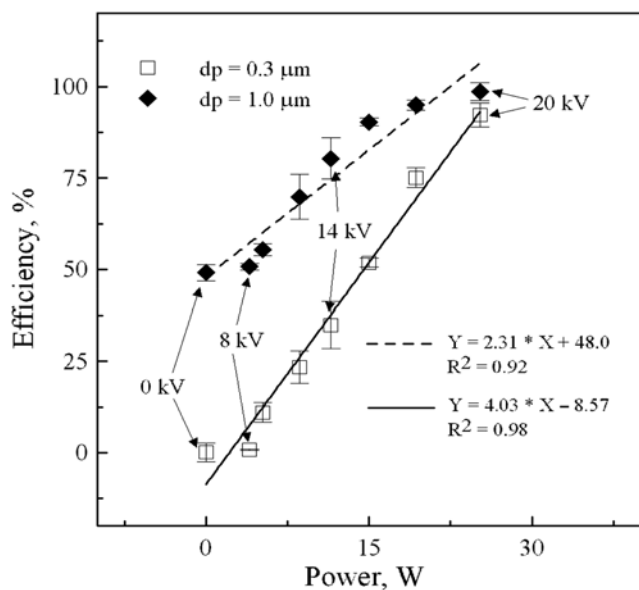 dp = 0.3 μm
dp = 1.0 μm
100
75
50
25
0
Efficiency, %
20 kV
14 kV
8 kV
0 kV
Y = 2.31 * X + 48.0
R² = 0.92
Y = 4.03 * X – 8.57
R² = 0.98
0
15
30
Power, W